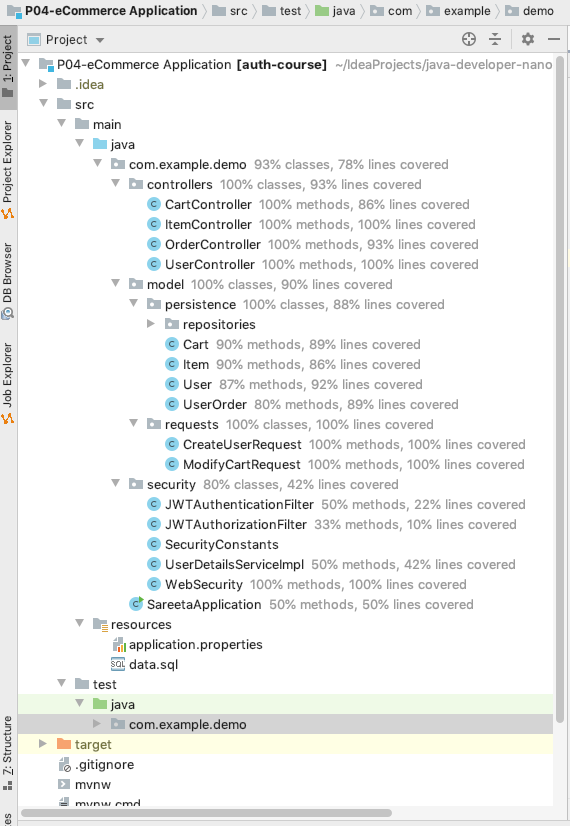 P04-eCommerce Application src test java com example demo
Project
P04-eCommerce Application [auth-course] ~/IdeaProjects/java-developer-nano
.idea
src
main
java
com.example.demo 93% classes, 78% lines covered
controllers 100% classes, 93% lines covered
CartController 100% methods, 86% lines covered
ItemController 100% methods, 100% lines covered
OrderController 100% methods, 93% lines covered
UserController 100% methods, 100% lines covered
model 100% classes, 90% lines covered
persistence 100% classes, 88% lines covered
repositories
Cart 90% methods, 89% lines covered
Item 90% methods, 86% lines covered
User 87% methods, 92% lines covered
UserOrder 80% methods, 89% lines covered
requests 100% classes, 100% lines covered
CreateUserRequest 100% methods, 100% lines covered
ModifyCartRequest 100% methods, 100% lines covered
security 80% classes, 42% lines covered
JWTAuthenticationFilter 50% methods, 22% lines covered
JWTAuthorizationFilter 33% methods, 10% lines covered
SecurityConstants
UserDetailsServiceImpl 50% methods, 42% lines covered
WebSecurity 100% methods, 100% lines covered
SareetaApplication 50% methods, 50% lines covered
resources
application.properties
data.sql
test
java
com.example.demo
target
.gitignore
mvnw
mvnw.cmd
1: Project
Project Explorer
DB Browser
Job Explorer
Z: Structure